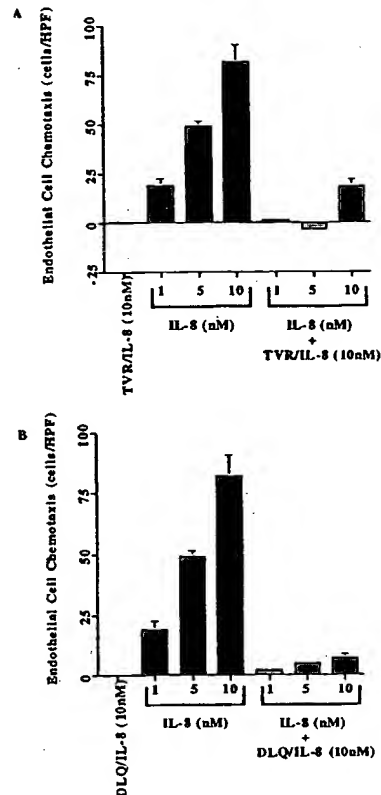 A
Endothelial Cell Chemotaxis (cells/HPF)
100
75
50
25
0
-25
TVR/IL-8 (10nM)
1 5 10 1 5 10
IL-8 (nM) IL-8 (nM)
+
TVR/IL-8 (10nM)
B
Endothelial Cell Chemotaxis (cells/HPF)
100
75
50
25
0
DLQ/IL-8 (10nM)
1 5 10 1 5 10
IL-8 (nM) IL-8 (nM)
+
DLQ/IL-8 (10nM)